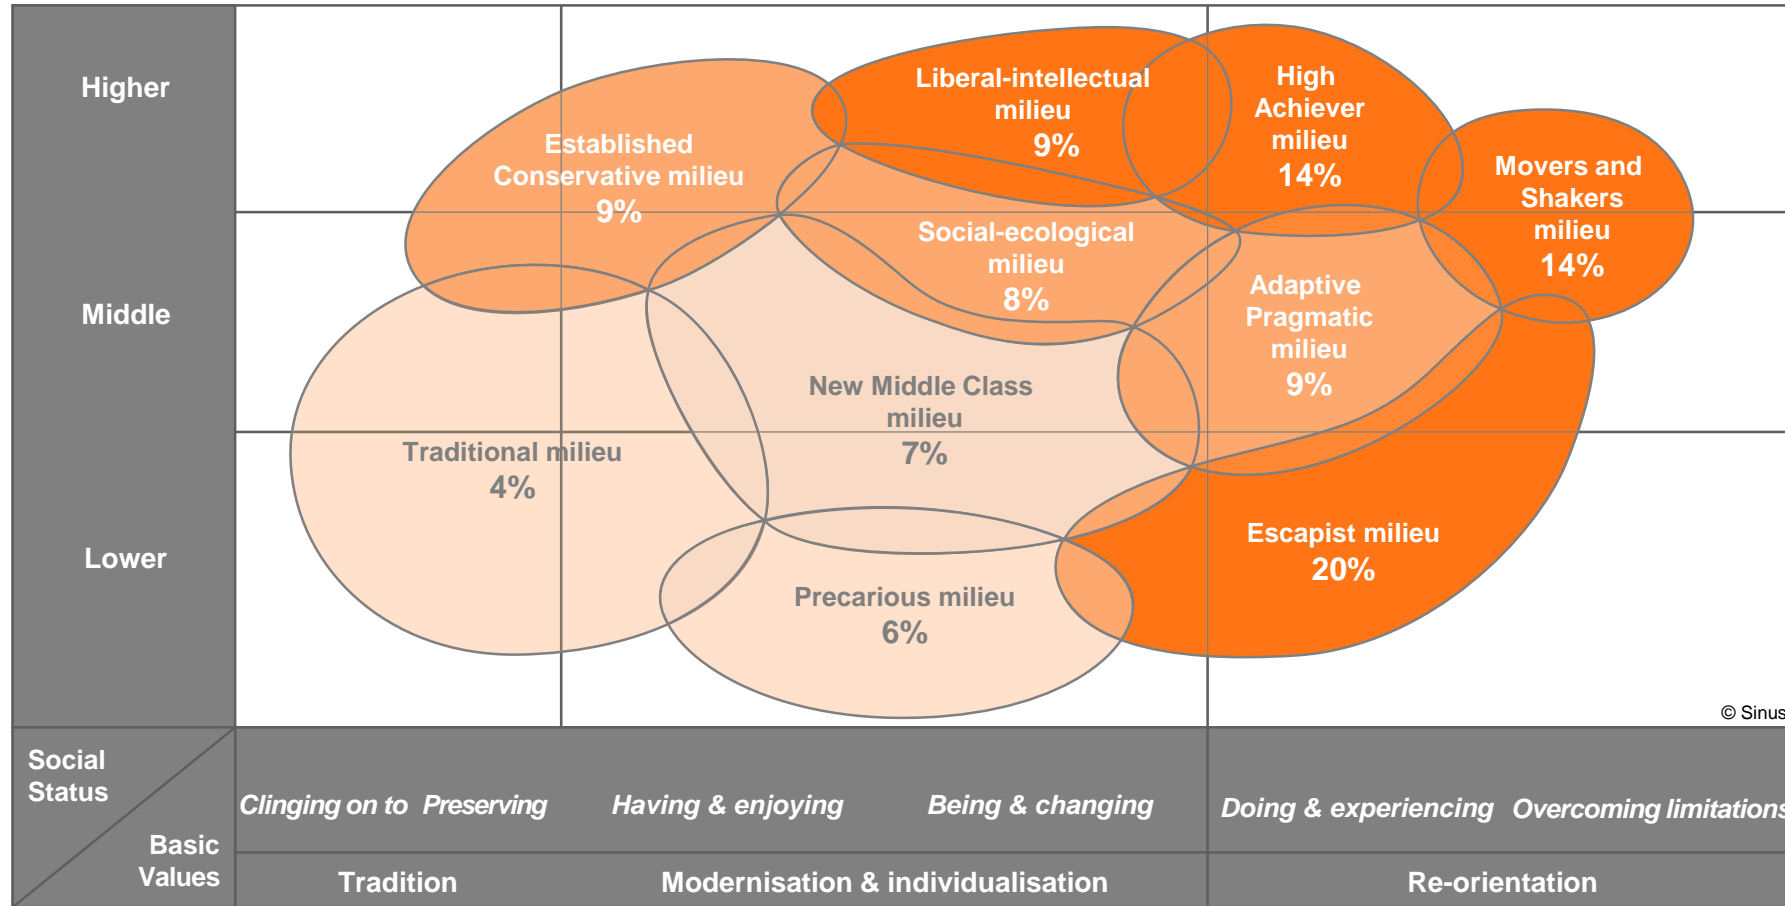 Higher
Middle
Lower
Established
Conservative milieu
9%
Liberal-intellectual
milieu
9%
High
Achiever
milieu
14%
Movers and
Shakers
milieu
14%
Social-ecological
milieu
8%
Adaptive
Pragmatic
milieu
9%
New Middle Class
milieu
7%
Traditional milieu
4%
Escapist milieu
20%
Precarious milieu
6%
© Sinus
Social
Status
Basic
Values
Clinging on to Preserving
Having & enjoying
Being & changing
Doing & experiencing
Overcoming limitations
Tradition
Modernisation & individualisation
Re-orientation